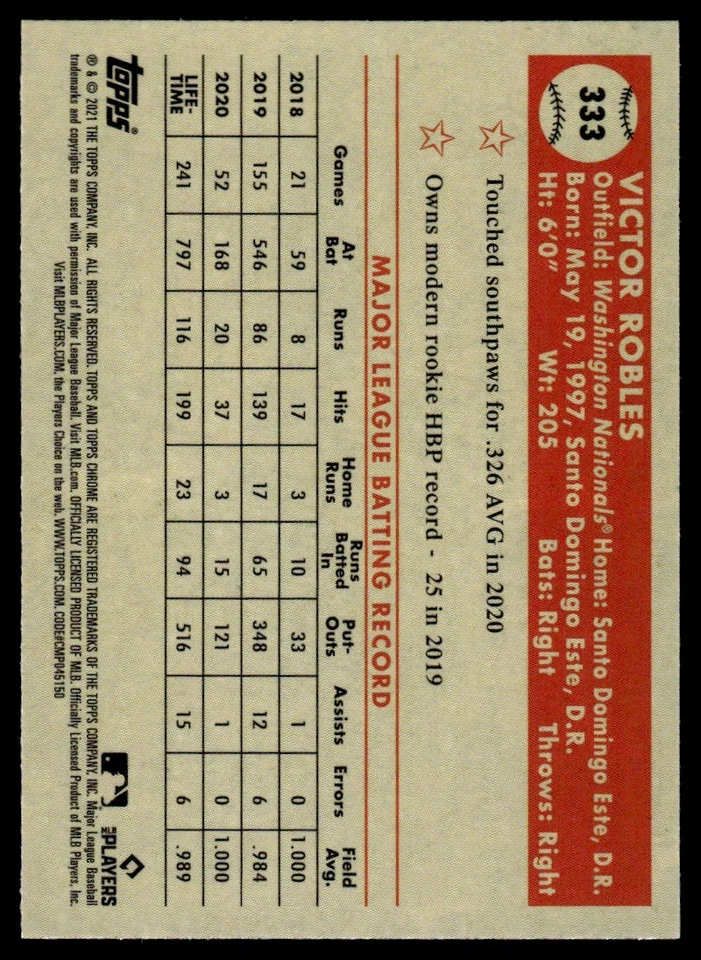 333
VICTOR ROBLES
Outfield: Washington Nationals® Home: Santo Domingo Este, D.R.
Born: May 19, 1997, Santo Domingo Este, D.R.
Ht: 6'0" Wt: 205 Bats: Right Throws: Right
Touched southpaws for .326 AVG in 2020
Owns modern rookie HBP record - 25 in 2019
MAJOR LEAGUE BATTING RECORD
Games At Bat Runs Hits Home Runs Runs Batted In Put-Outs Assists Errors Field Avg.
2018 21 59 8 17 3 10 33 1 0 1.000
2019 155 546 86 139 17 65 348 12 6 .984
2020 52 168 20 37 3 15 121 1 0 1.000
LIFE-TIME 241 797 116 199 23 94 516 15 6 .989
topps®
MLB PLAYERS
® & © 2021 THE TOPPS COMPANY, INC. ALL RIGHTS RESERVED. TOPPS AND TOPPS CHROME ARE REGISTERED TRADEMARKS OF THE TOPPS COMPANY, INC. Major League Baseball
trademarks and copyrights are used with permission of Major League Baseball. Visit MLB.com. OFFICIALLY LICENSED PRODUCT OF MLB. Officially Licensed Product of MLB Players, Inc.
Visit MLBPLAYERS.COM, the Players Choice on the web. WWW.TOPPS.COM. CODE#CMP045150